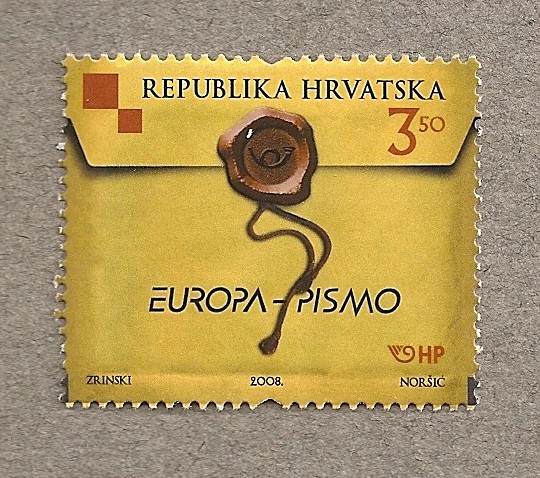 REPUBLIKA HRVATSKA
3 50
EUROPA - PISMO
HP
ZRINSKI 2008. NORŠIĆ